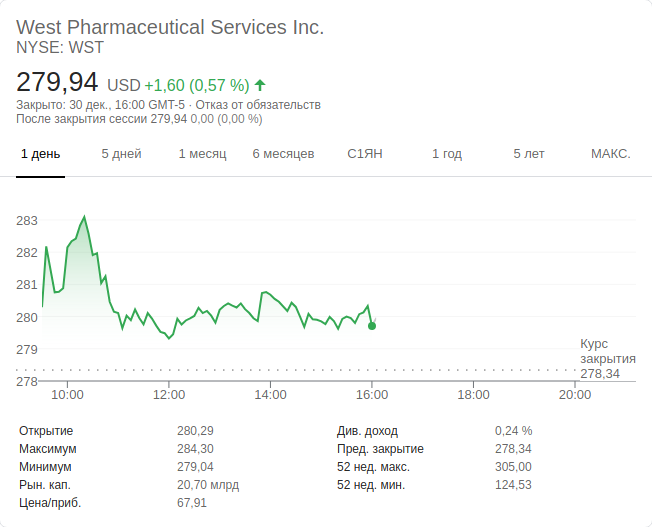 West Pharmaceutical Services Inc.
NYSE: WST
279,94 USD +1,60 (0,57 %)
Закрыто: 30 дек., 16:00 GMT-5 · Отказ от обязательств
После закрытия сессии 279,94 0,00 (0,00 %)
1 день 5 дней 1 месяц 6 месяцев С1ЯН 1 год 5 лет МАКС.
283
282
281
280
279
278
Курс
закрытия
278,34
10:00 12:00 14:00 16:00 18:00 20:00
Открытие 280,29 Див. доход 0,24 %
Максимум 284,30 Пред. закрытие 278,34
Минимум 279,04 52 нед. макс. 305,00
Рын. кап. 20,70 млрд 52 нед. мин. 124,53
Цена/приб. 67,91